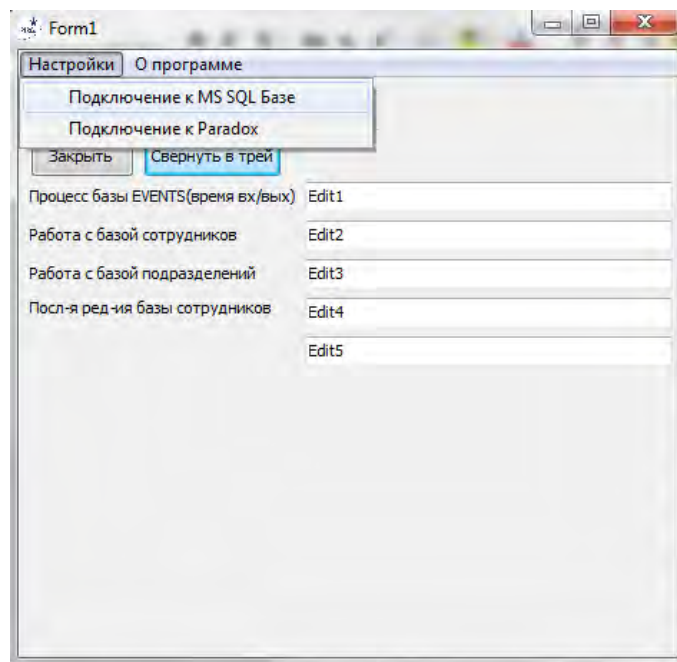 Form1
Настройки О программе
Подключение к MS SQL Базе
Подключение к Paradox
Закрыть Свернуть в трей
Процесс базы EVENTS(время вх/вых) Edit1
Работа с базой сотрудников Edit2
Работа с базой подразделений Edit3
Посл-я ред-ия базы сотрудников Edit4
Edit5